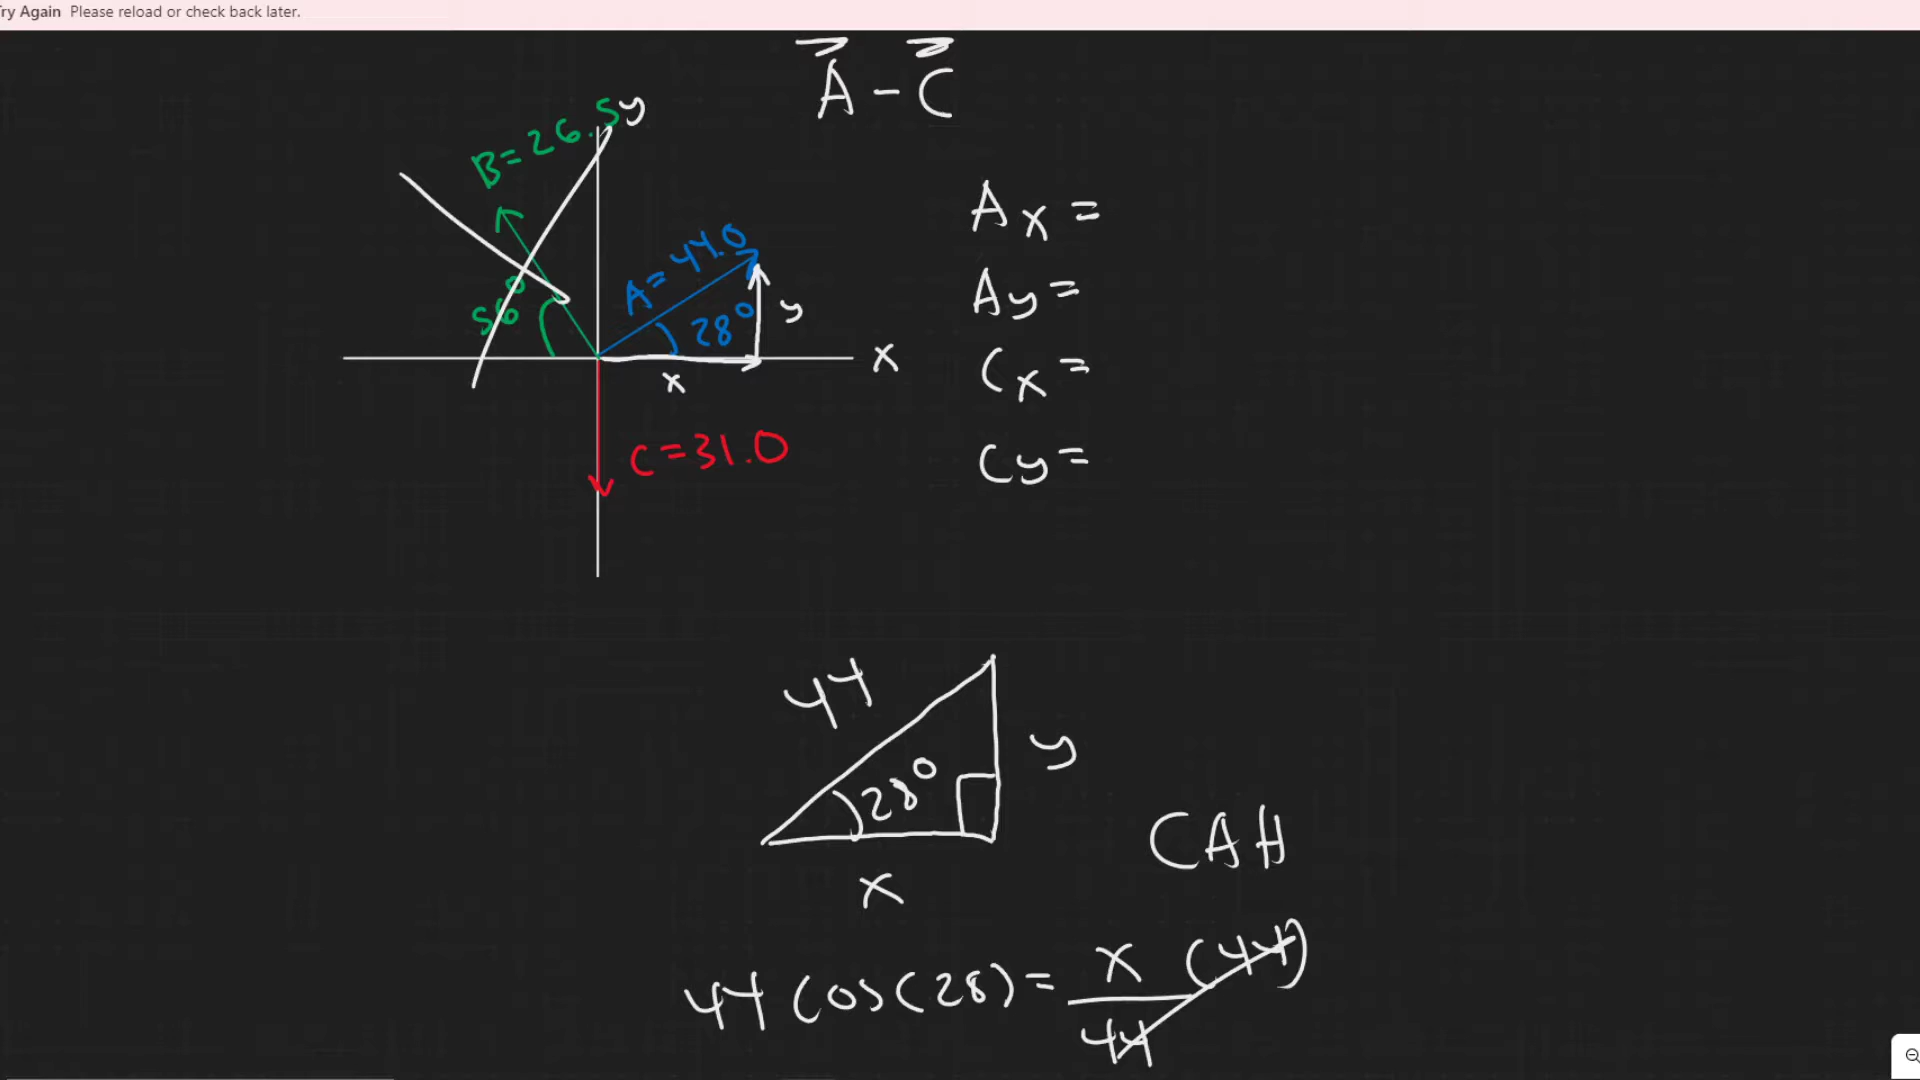 ry Again Please reload or check back later.
A - C
y
B = 26.5
A = 44.0
56°
28°
y
x
x
C = 31.0
Ax =
Ay =
Cx =
Cy =
44
28°
y
x
CAH
44 cos(28) = x (44)
44